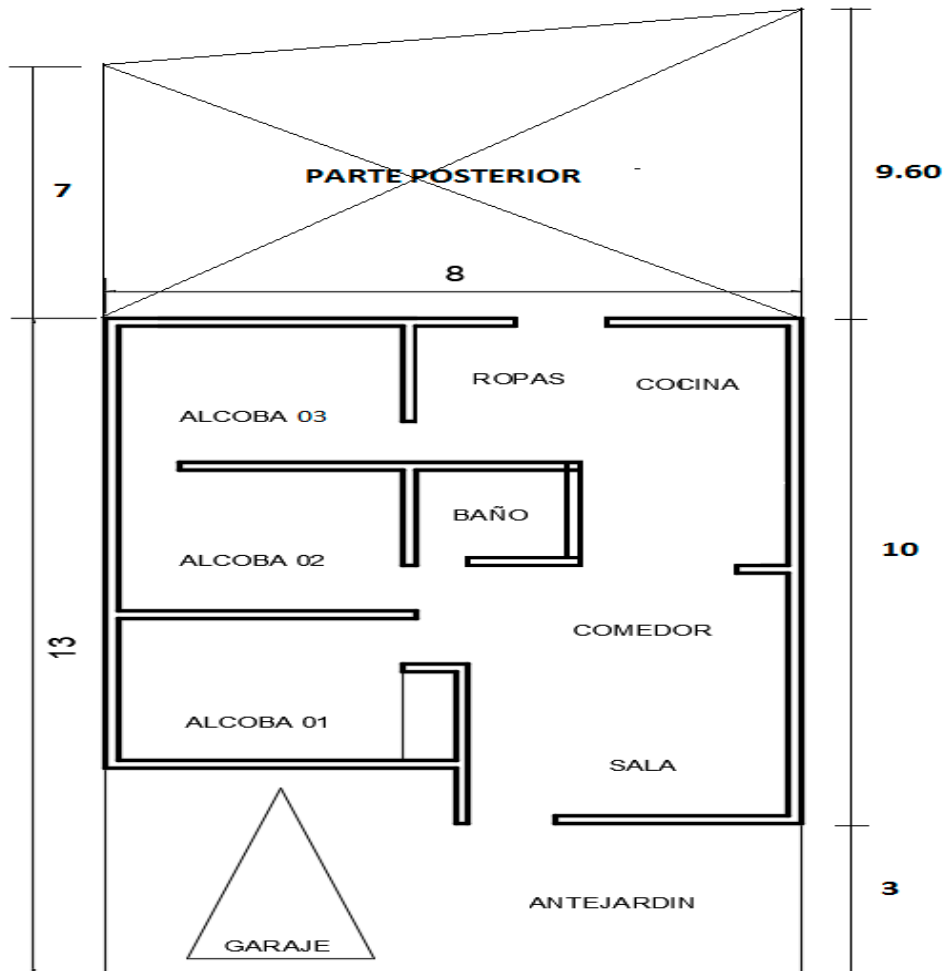 7
PARTE POSTERIOR
9.60
8
ROPAS
COCINA
ALCOBA 03
BAÑO
ALCOBA 02
10
COMEDOR
13
ALCOBA 01
SALA
3
ANTEJARDIN
GARAJE